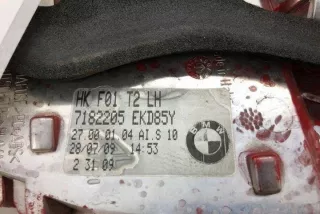 HK F01 T2 LH
7182205 EKD85Y
27 00 01 04 AI.S 10
28/07/09 14:53
2 31 09
BMW